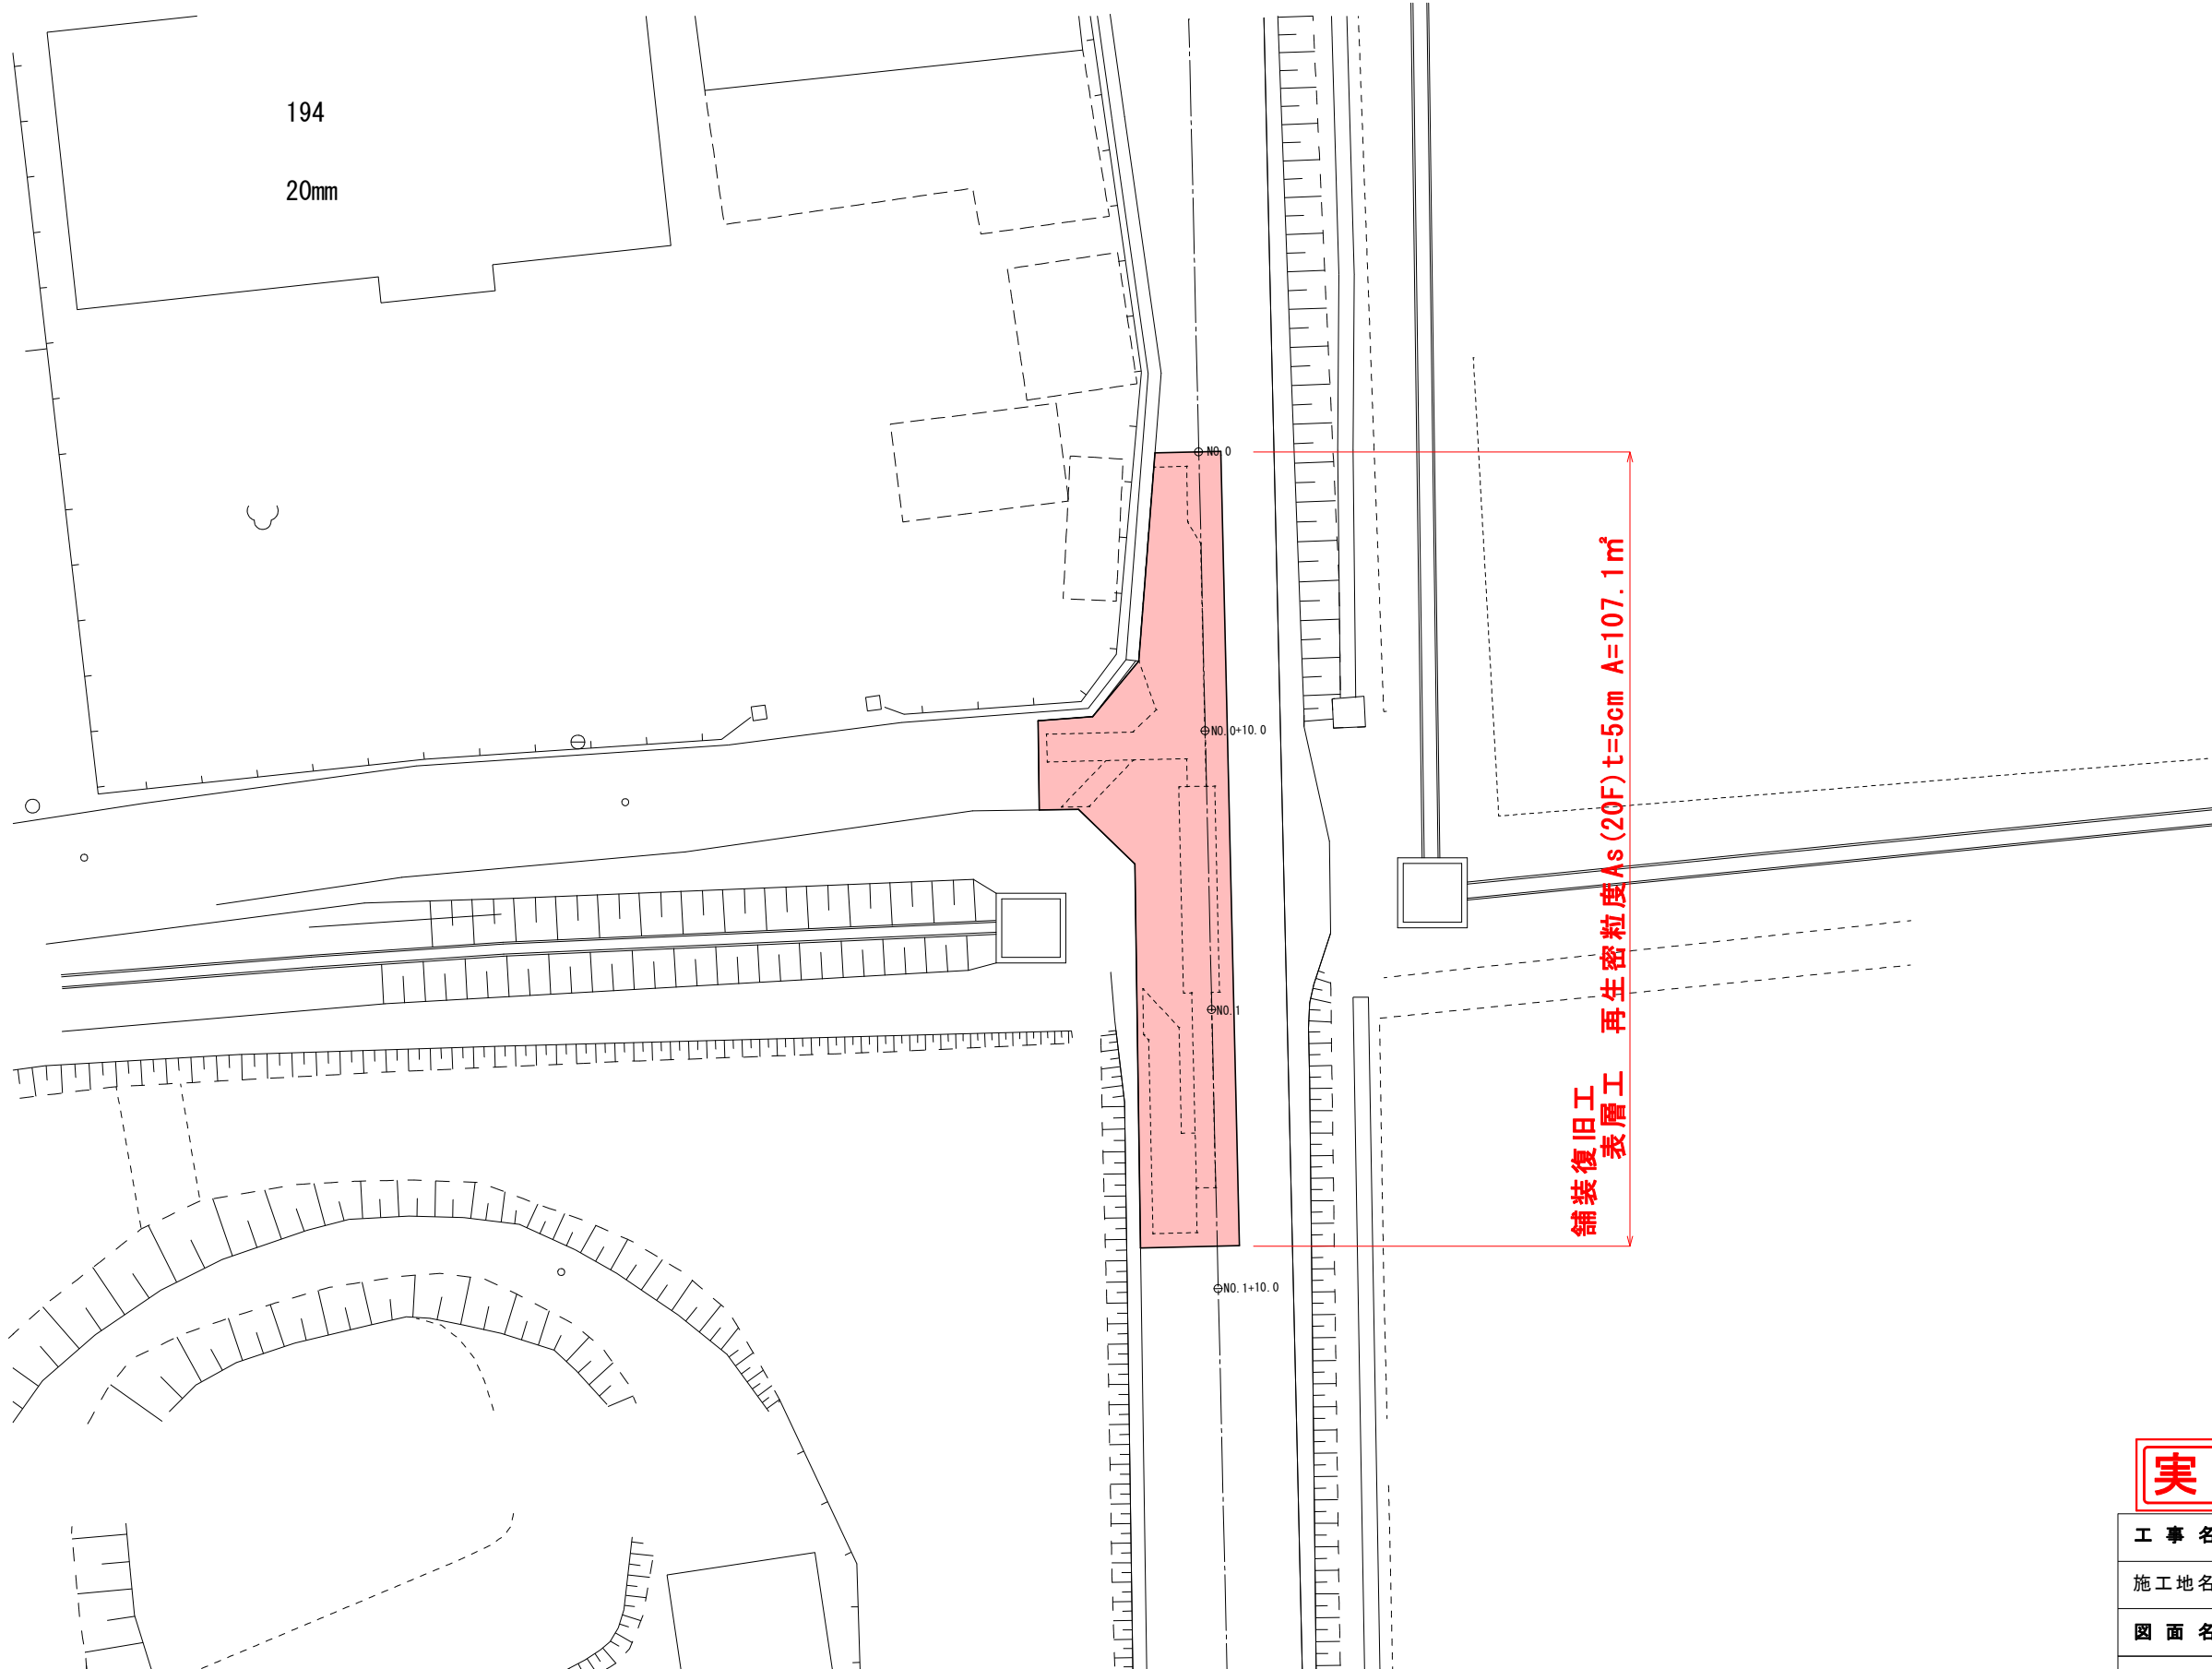 194
20mm
NO.0
NO.0+10.0
NO.1
NO.1+10.0
舗装復旧工
表層工 再生密粒度As(20F)t=5cm A=107.1㎡
実
工事名
施工地名
図面名